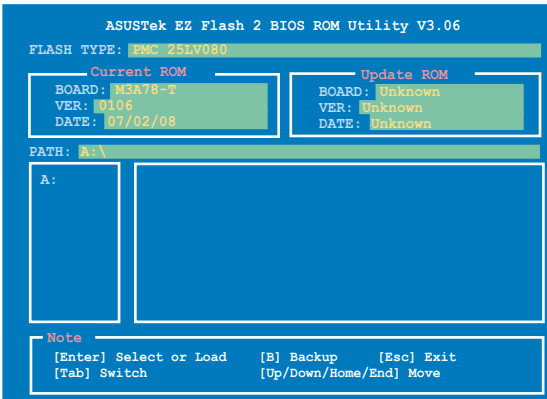 ASUSTek EZ Flash 2 BIOS ROM Utility V3.06
FLASH TYPE: PMC 25LV080
Current ROM
BOARD: M3A78-T
VER: 0106
DATE: 07/02/08
Update ROM
BOARD: Unknown
VER: Unknown
DATE: Unknown
PATH: A:\
A:
Note
[Enter] Select or Load [B] Backup [Esc] Exit
[Tab] Switch [Up/Down/Home/End] Move